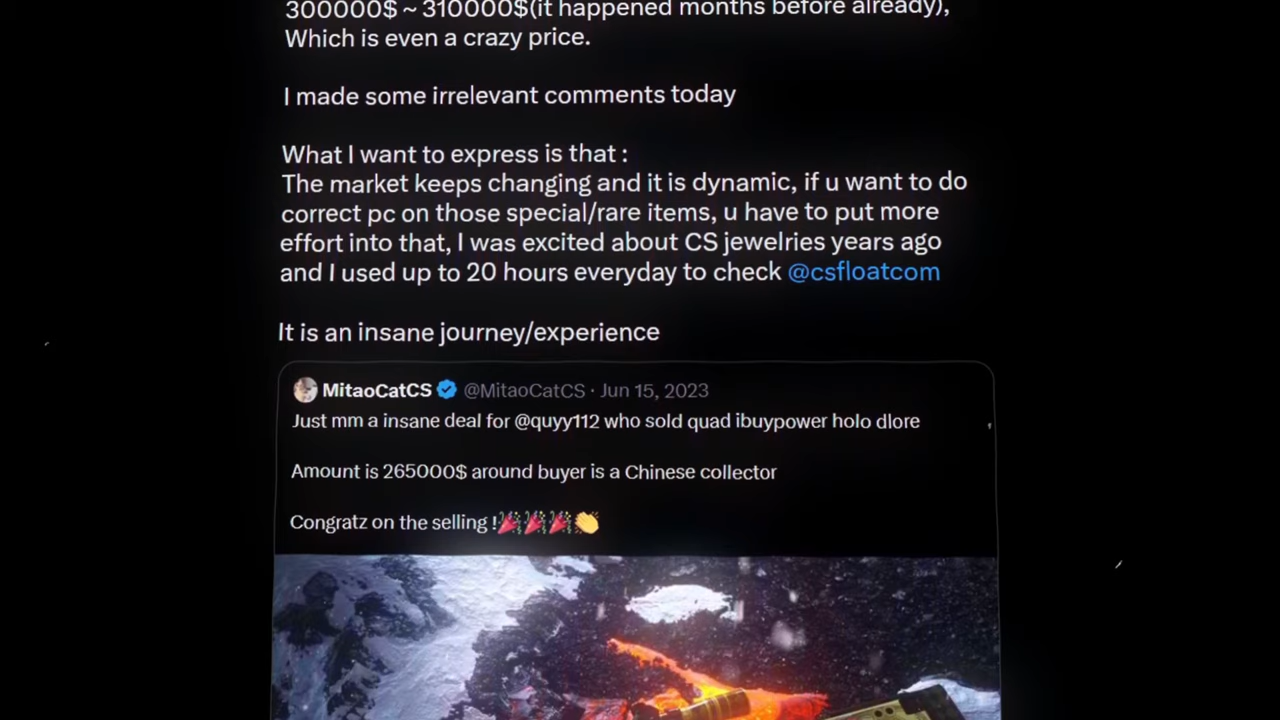 300000$ ~ 310000$(it happened months before already),
Which is even a crazy price.
I made some irrelevant comments today
What I want to express is that :
The market keeps changing and it is dynamic, if u want to do
correct pc on those special/rare items, u have to put more
effort into that, I was excited about CS jewelries years ago
and I used up to 20 hours everyday to check @csfloatcom
It is an insane journey/experience
MitaoCatCS @MitaoCatCS · Jun 15, 2023
Just mm a insane deal for @quyy112 who sold quad ibuypower holo dlore
Amount is 265000$ around buyer is a Chinese collector
Congratz on the selling !🎉🎉🎉👏